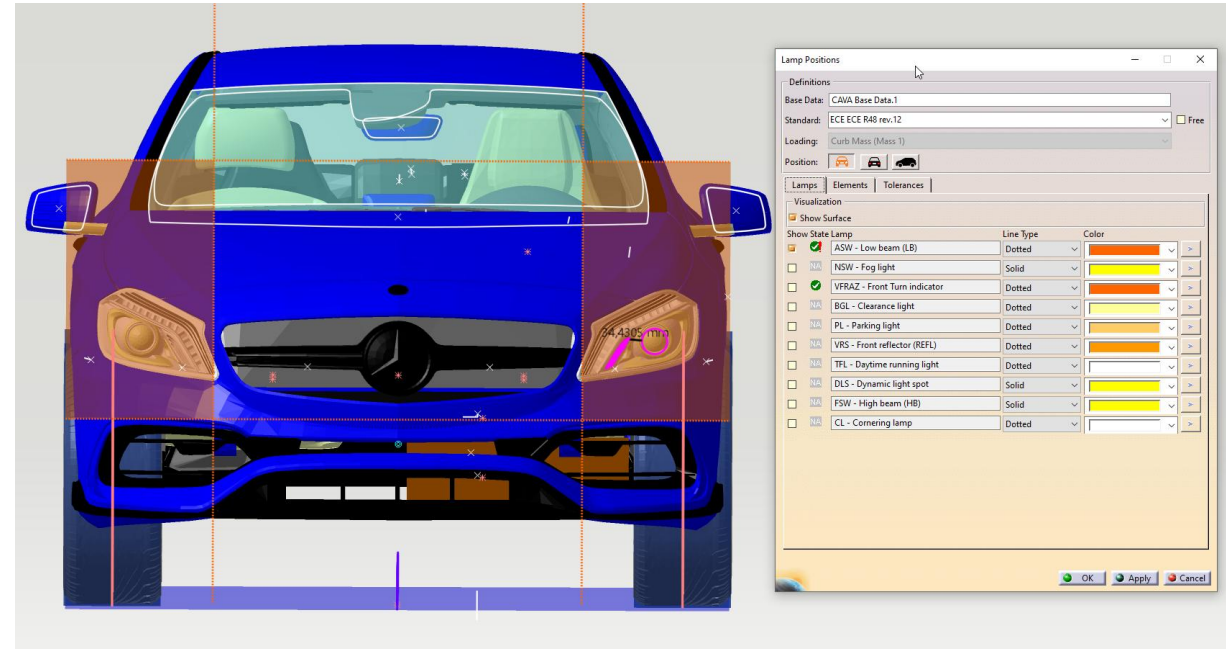 Lamp Positions
Definitions
Base Data: CAVA Base Data.1
Standard: ECE ECE R48 rev.12 Free
Loading: Curb Mass (Mass 1)
Position:
Lamps Elements Tolerances
Visualization
Show Surface
Show State Lamp Line Type Color
ASW - Low beam (LB) Dotted >
NA NSW - Fog light Solid >
VFRAZ - Front Turn indicator Dotted >
NA BGL - Clearance light Dotted >
NA PL - Parking light Dotted >
NA VRS - Front reflector (REFL) Dotted >
NA TFL - Daytime running light Dotted >
NA DLS - Dynamic light spot Solid >
NA FSW - High beam (HB) Solid >
NA CL - Cornering lamp Dotted >
OK Apply Cancel
34,4305 mm